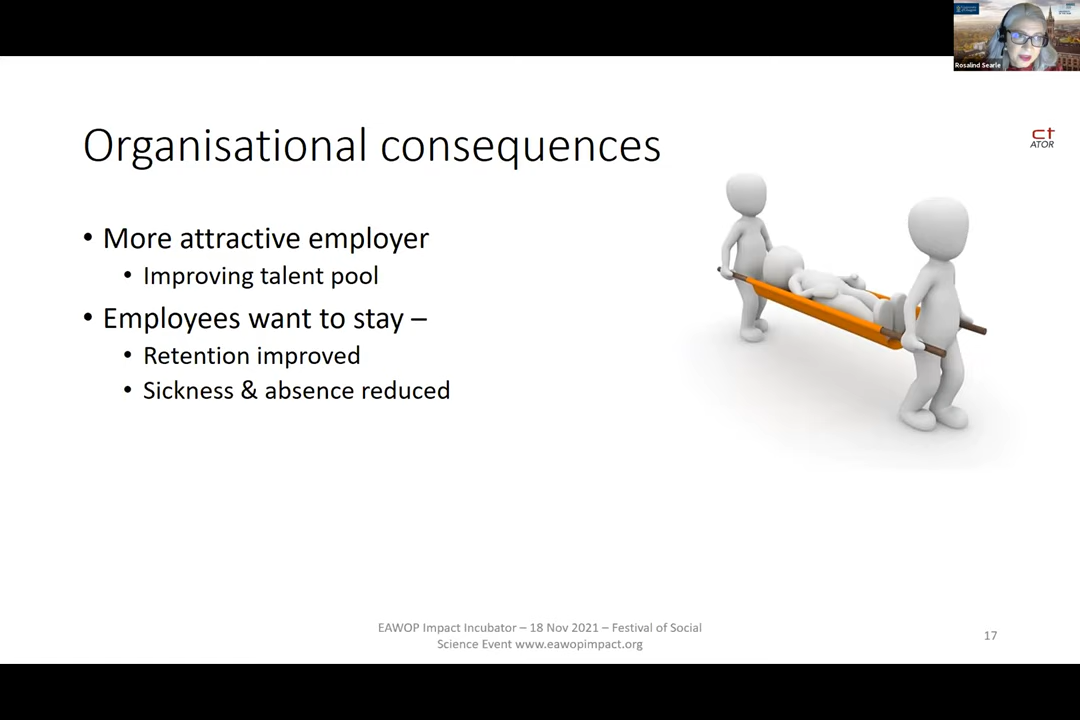 Rosalind Searle
Organisational consequences
ct
ATOR
• More attractive employer
• Improving talent pool
• Employees want to stay –
• Retention improved
• Sickness & absence reduced
EAWOP Impact Incubator – 18 Nov 2021 – Festival of Social
Science Event www.eawopimpact.org
17